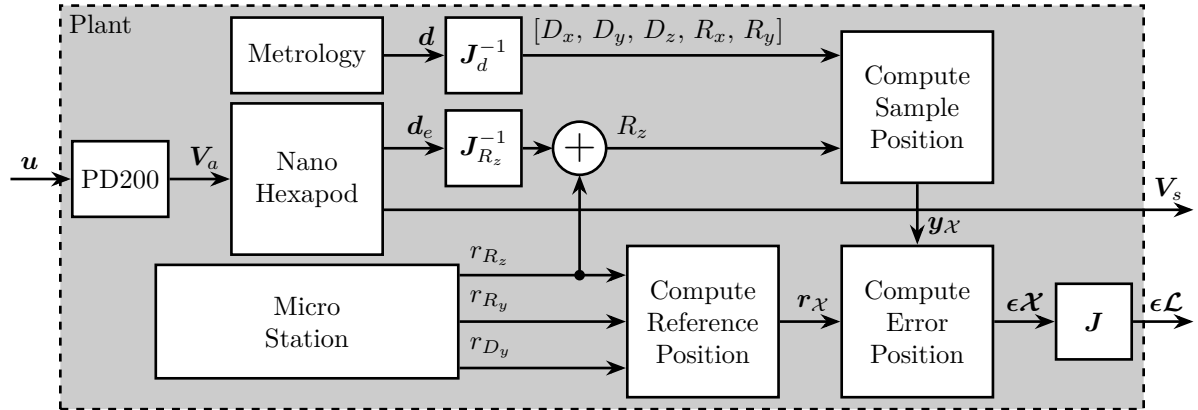 Plant
Metrology
d
J_d^{-1}
[D_x, D_y, D_z, R_x, R_y]
Compute
Sample
Position
u
PD200
V_a
Nano
Hexapod
d_e
J_{R_z}^{-1}
+
R_z
V_s
y_𝒳
Micro
Station
r_{R_z}
r_{R_y}
r_{D_y}
Compute
Reference
Position
r_𝒳
Compute
Error
Position
ϵ𝒳
J
ϵℒ